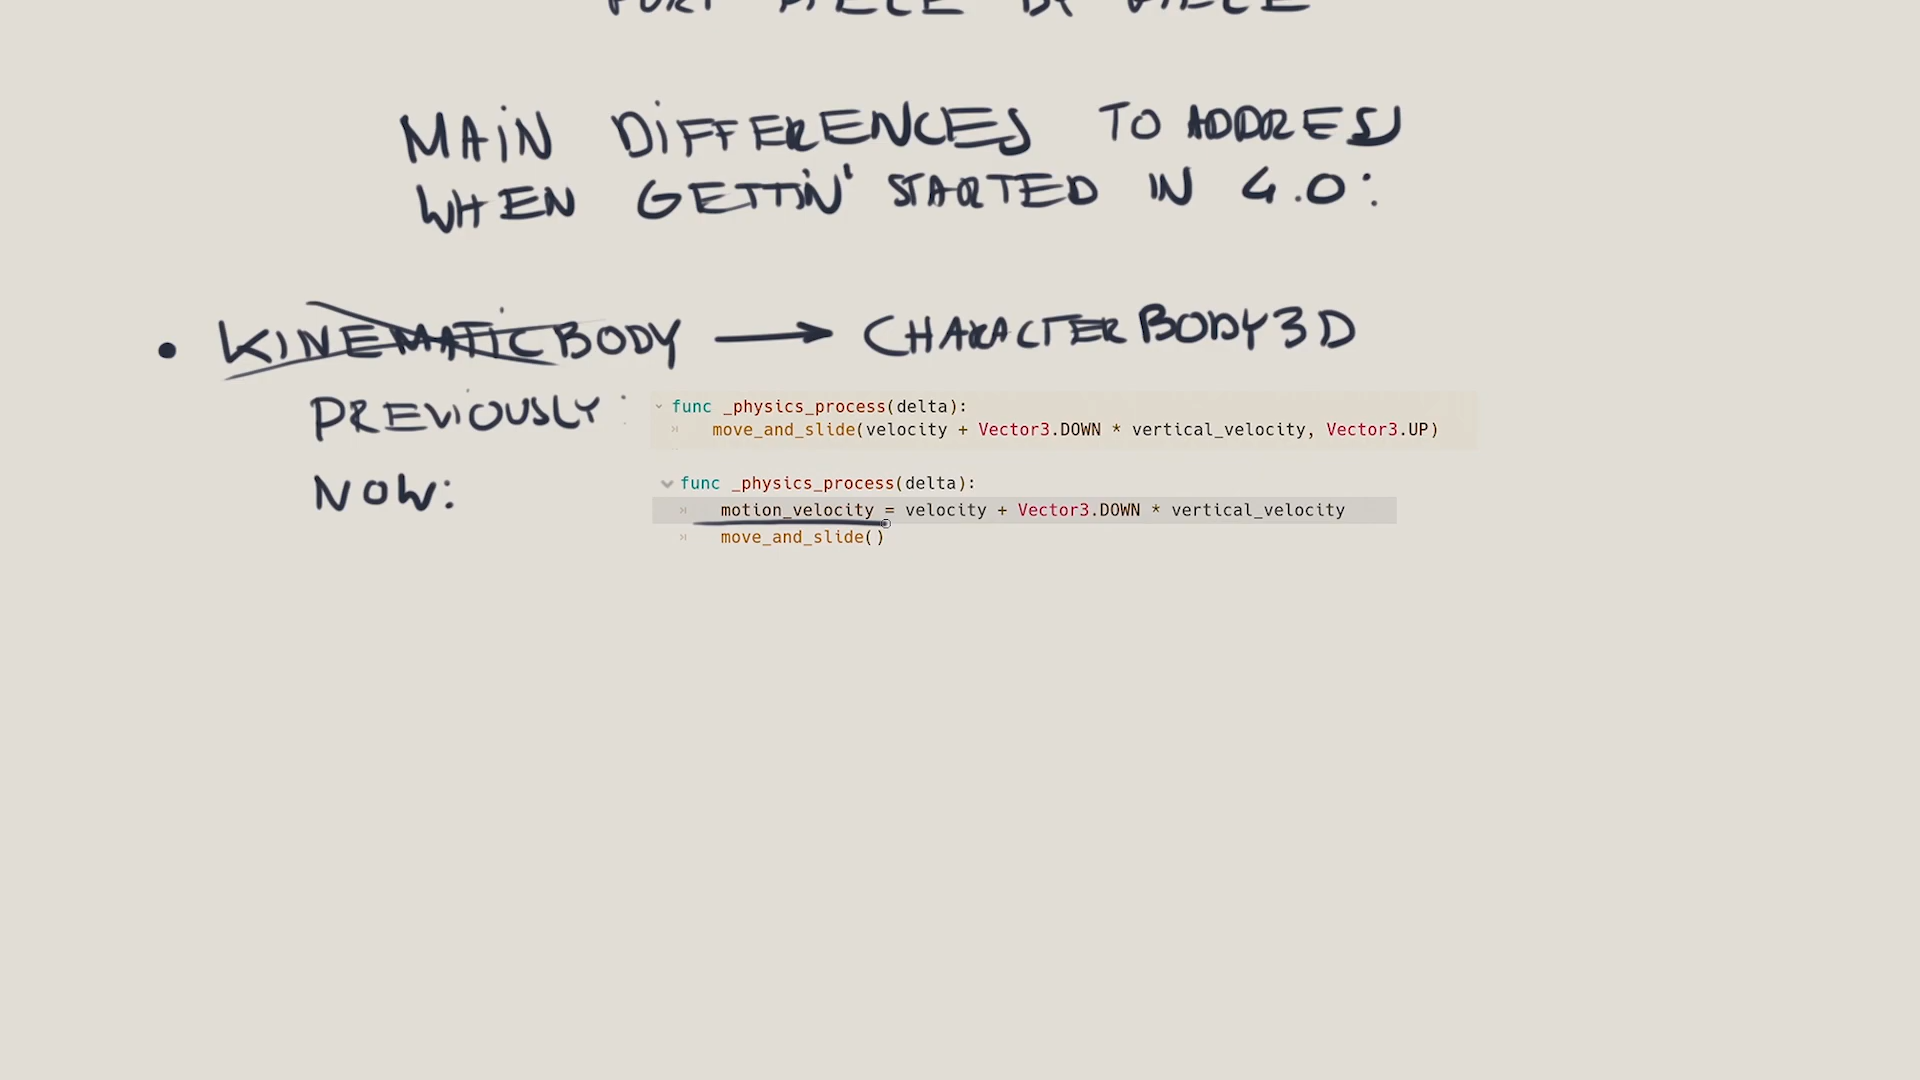 MAIN DIFFERENCES TO ADDRESS
WHEN GETTIN' STARTED IN 4.0:
• KINEMATICBODY → CHARACTERBODY3D
PREVIOUSLY:
func _physics_process(delta):
move_and_slide(velocity + Vector3.DOWN * vertical_velocity, Vector3.UP)
NOW:
func _physics_process(delta):
motion_velocity = velocity + Vector3.DOWN * vertical_velocity
move_and_slide()